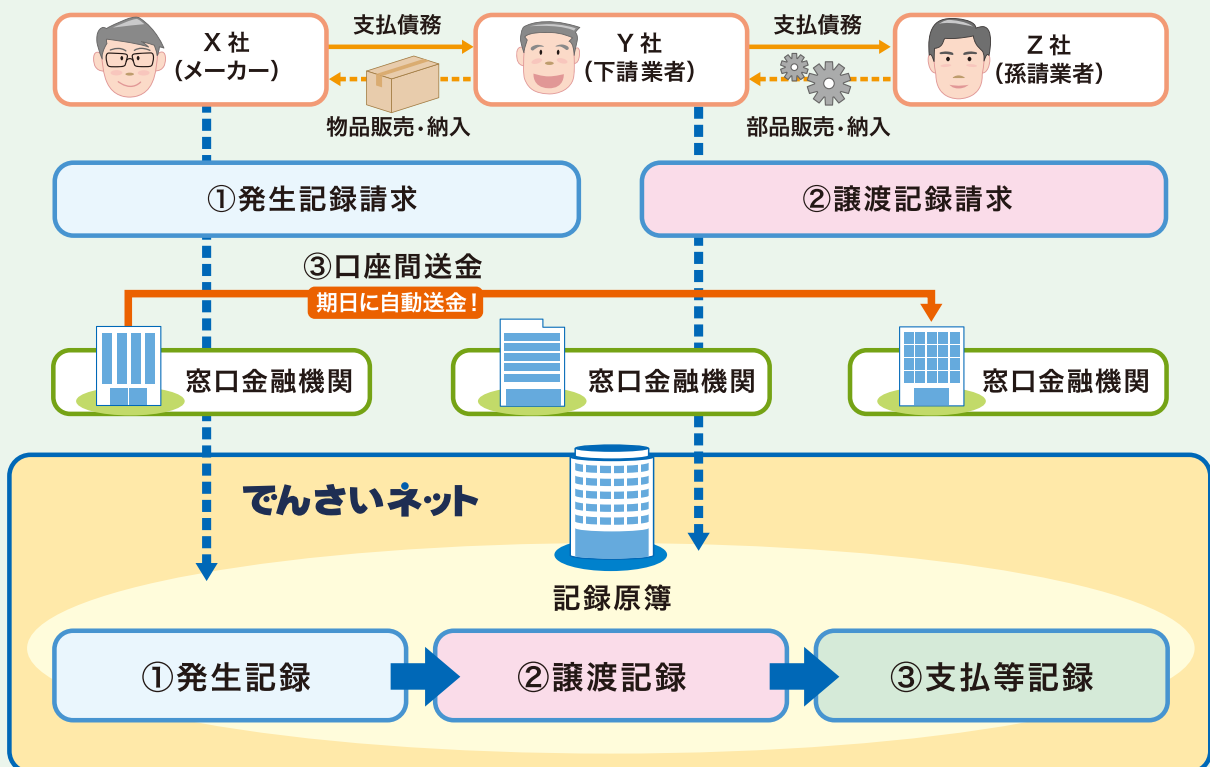 X社
(メーカー)
支払債務
物品販売・納入
Y社
(下請業者)
支払債務
部品販売・納入
Z社
(孫請業者)
①発生記録請求
②譲渡記録請求
③口座間送金
期日に自動送金!
窓口金融機関
窓口金融機関
窓口金融機関
でんさいネット
記録原簿
①発生記録
②譲渡記録
③支払等記録